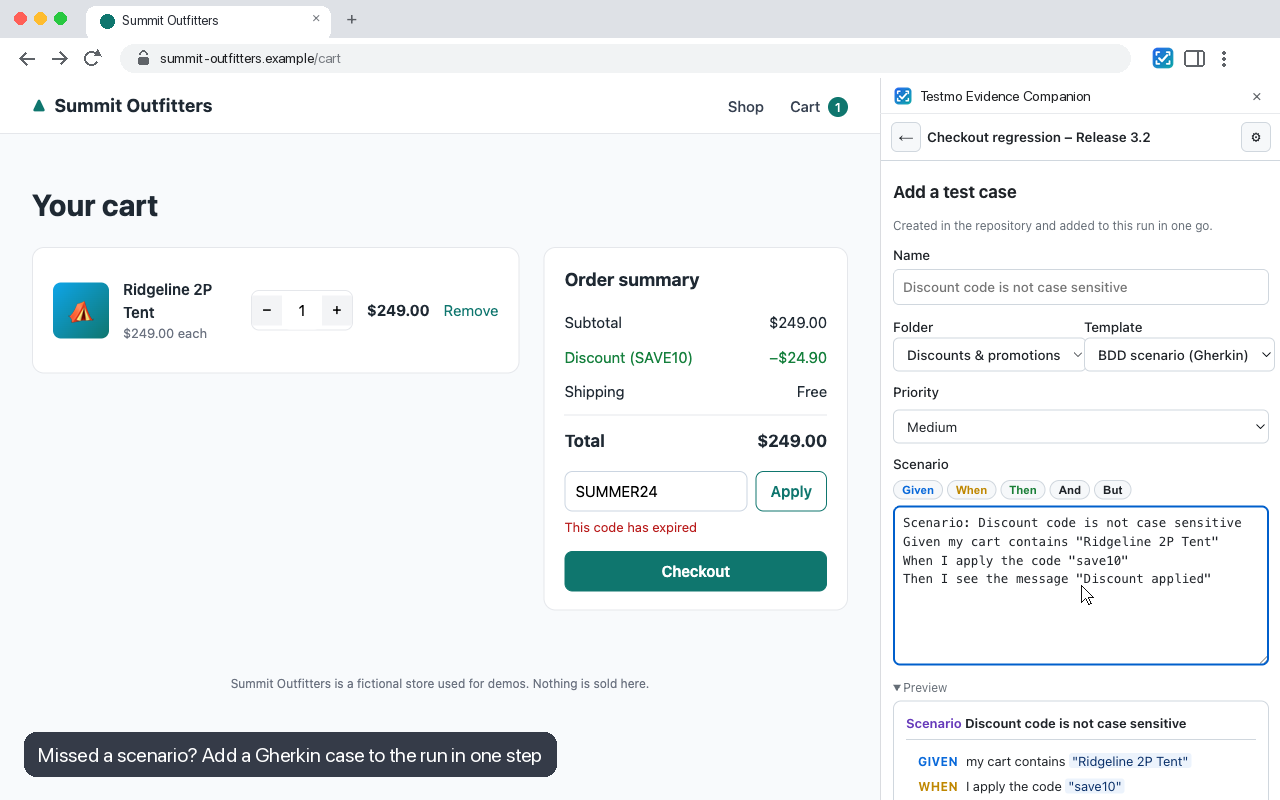 Summit Outfitters
summit-outfitters.example/cart
Summit Outfitters
Shop
Cart 1
Your cart
Ridgeline 2P
Tent
$249.00 each
− 1 +
$249.00
Remove
Order summary
Subtotal $249.00
Discount (SAVE10) −$24.90
Shipping Free
Total $249.00
SUMMER24
Apply
This code has expired
Checkout
Summit Outfitters is a fictional store used for demos. Nothing is sold here.
Missed a scenario? Add a Gherkin case to the run in one step
Testmo Evidence Companion
Checkout regression – Release 3.2
Add a test case
Created in the repository and added to this run in one go.
Name
Discount code is not case sensitive
Folder Template
Discounts & promotions BDD scenario (Gherkin)
Priority
Medium
Scenario
Given When Then And But
Scenario: Discount code is not case sensitive
Given my cart contains "Ridgeline 2P Tent"
When I apply the code "save10"
Then I see the message "Discount applied"
Preview
Scenario Discount code is not case sensitive
GIVEN my cart contains "Ridgeline 2P Tent"
WHEN I apply the code "save10"